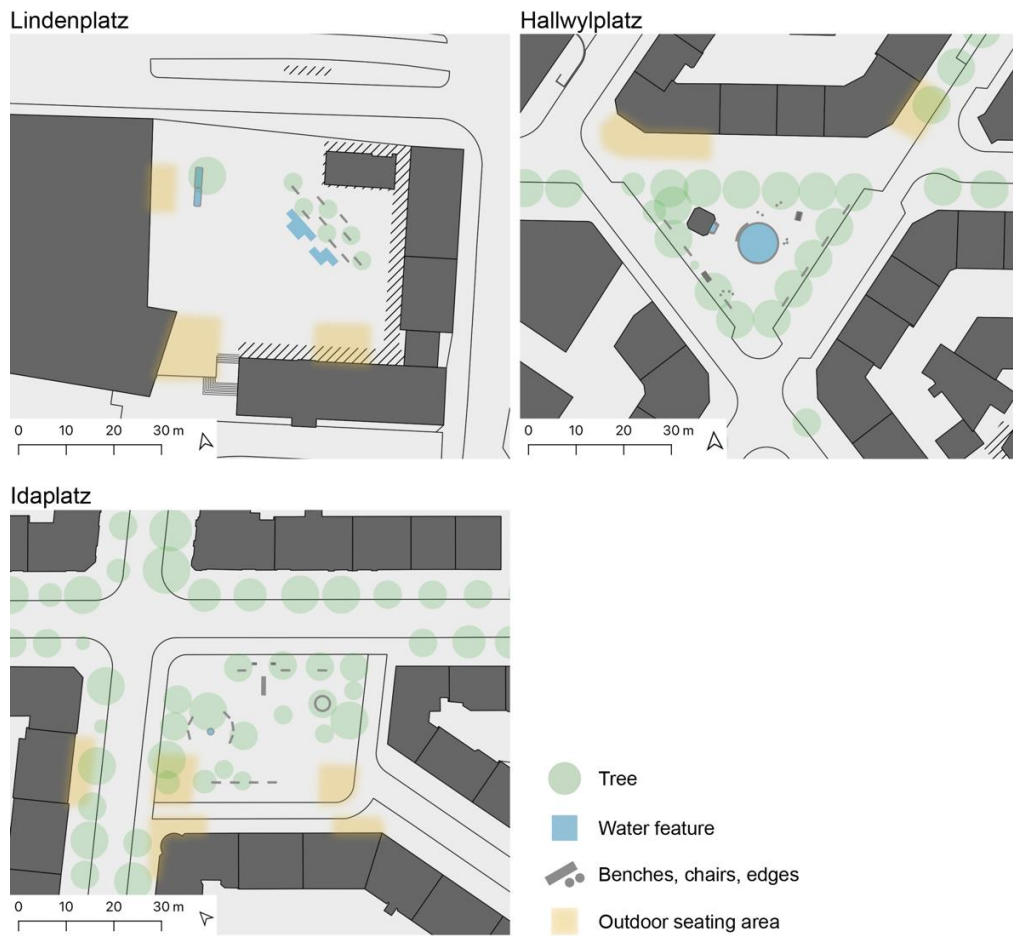 Lindenplatz
Hallwylplatz
0 10 20 30 m
0 10 20 30 m
Idaplatz
0 10 20 30 m
Tree
Water feature
Benches, chairs, edges
Outdoor seating area